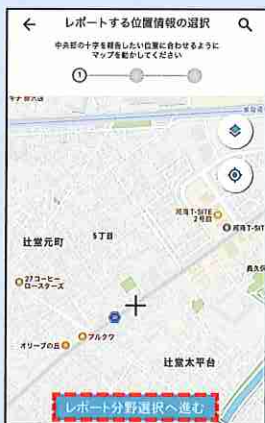 レポートする位置情報の選択
中央部の十字を報告したい位置に合わせるように
マップを動かしてください
1
湘南T-SITE
2号館
湘南T-SITE
辻堂元町
5丁目
27コーヒー
ロースターズ
ブルクワ
オリーブの丘
辻堂太平台
レポート分野選択へ進む